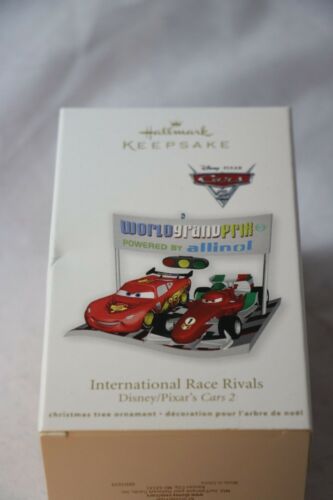 Hallmark
KEEPSAKE
Disney · PIXAR
Cars
2
WORLD grand PRIX
POWERED BY allinol
1
International Race Rivals
Disney/Pixar's Cars 2
christmas tree ornament • décoration pour l'arbre de noël